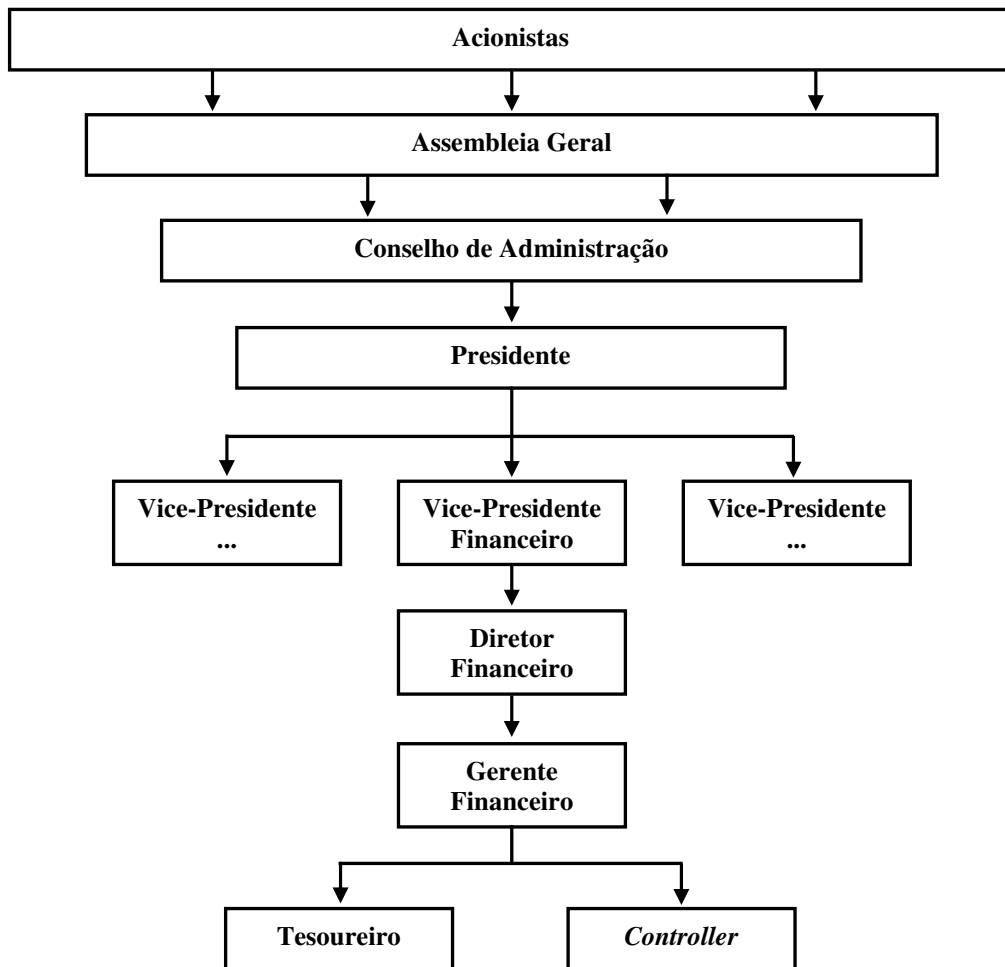 Acionistas
Assembleia Geral
Conselho de Administração
Presidente
Vice-Presidente
...
Vice-Presidente
Financeiro
Vice-Presidente
...
Diretor
Financeiro
Gerente
Financeiro
Tesoureiro
Controller